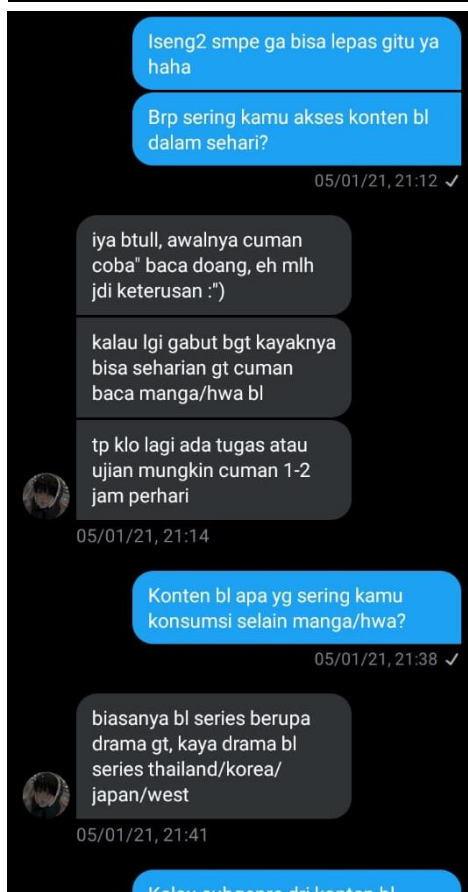 Iseng2 smpe ga bisa lepas gitu ya
haha
Brp sering kamu akses konten bl
dalam sehari?
05/01/21, 21:12 ✓
iya btull, awalnya cuman
coba" baca doang, eh mlh
jdi keterusan :")
kalau lgi gabut bgt kayaknya
bisa seharian gt cuman
baca manga/hwa bl
tp klo lagi ada tugas atau
ujian mungkin cuman 1-2
jam perhari
05/01/21, 21:14
Konten bl apa yg sering kamu
konsumsi selain manga/hwa?
05/01/21, 21:38 ✓
biasanya bl series berupa
drama gt, kaya drama bl
series thailand/korea/
japan/west
05/01/21, 21:41
Kalau subgenre dri konten bl